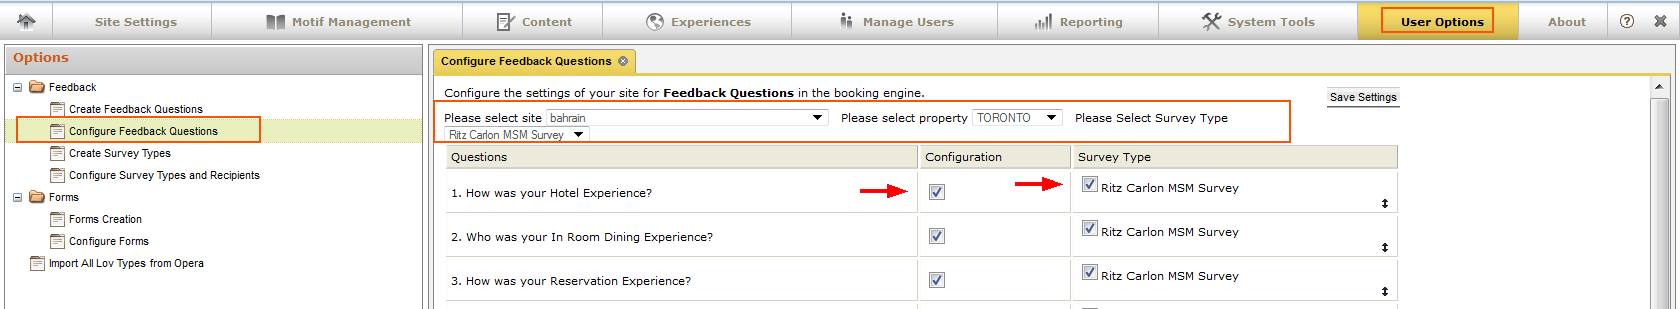 Site Settings Motif Management Content Experiences Manage Users Reporting System Tools User Options About
Options
Feedback
Create Feedback Questions
Configure Feedback Questions
Create Survey Types
Configure Survey Types and Recipients
Forms
Forms Creation
Configure Forms
Import All Lov Types from Opera
Configure Feedback Questions
Configure the settings of your site for Feedback Questions in the booking engine.
Save Settings
Please select site bahrain Please select property TORONTO Please Select Survey Type
Ritz Carlon MSM Survey
Questions Configuration Survey Type
1. How was your Hotel Experience? Ritz Carlon MSM Survey
2. Who was your In Room Dining Experience? Ritz Carlon MSM Survey
3. How was your Reservation Experience? Ritz Carlon MSM Survey